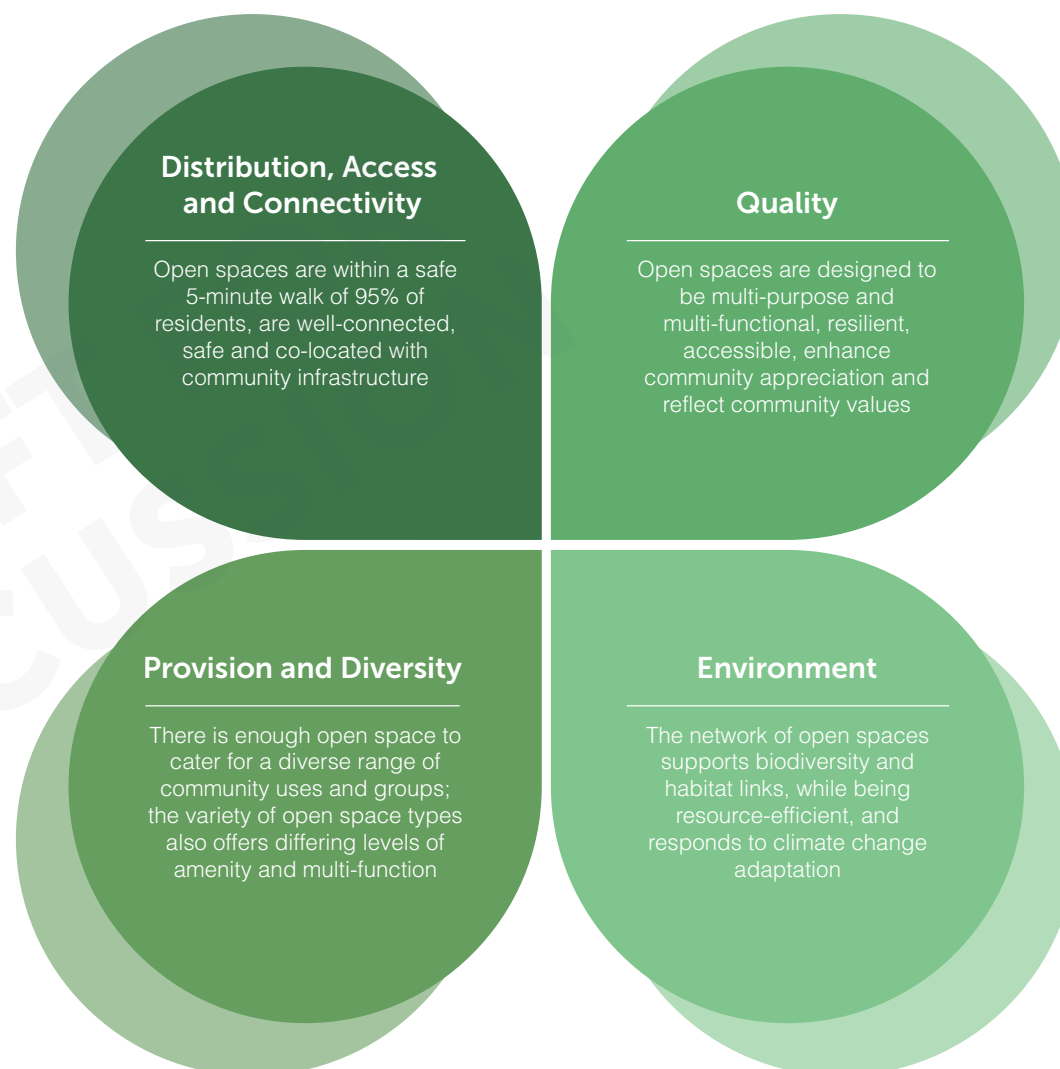 Distribution, Access
and Connectivity
Open spaces are within a safe
5-minute walk of 95% of
residents, are well-connected,
safe and co-located with
community infrastructure
Quality
Open spaces are designed to
be multi-purpose and
multi-functional, resilient,
accessible, enhance
community appreciation and
reflect community values
Provision and Diversity
There is enough open space to
cater for a diverse range of
community uses and groups;
the variety of open space types
also offers differing levels of
amenity and multi-function
Environment
The network of open spaces
supports biodiversity and
habitat links, while being
resource-efficient, and
responds to climate change
adaptation